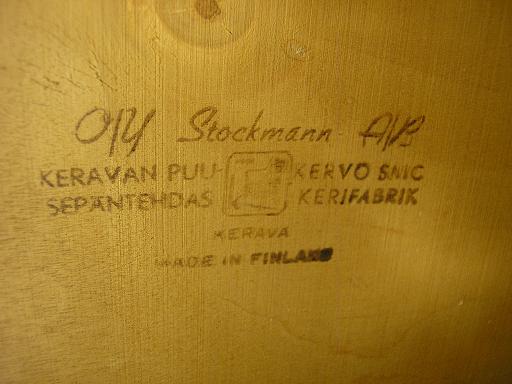 O/Y Stockmann A/B
KERAVAN PUU- KERVO SNIC
SEPÄNTEHDAS KERIFABRIK
KERAVA
MADE IN FINLAND